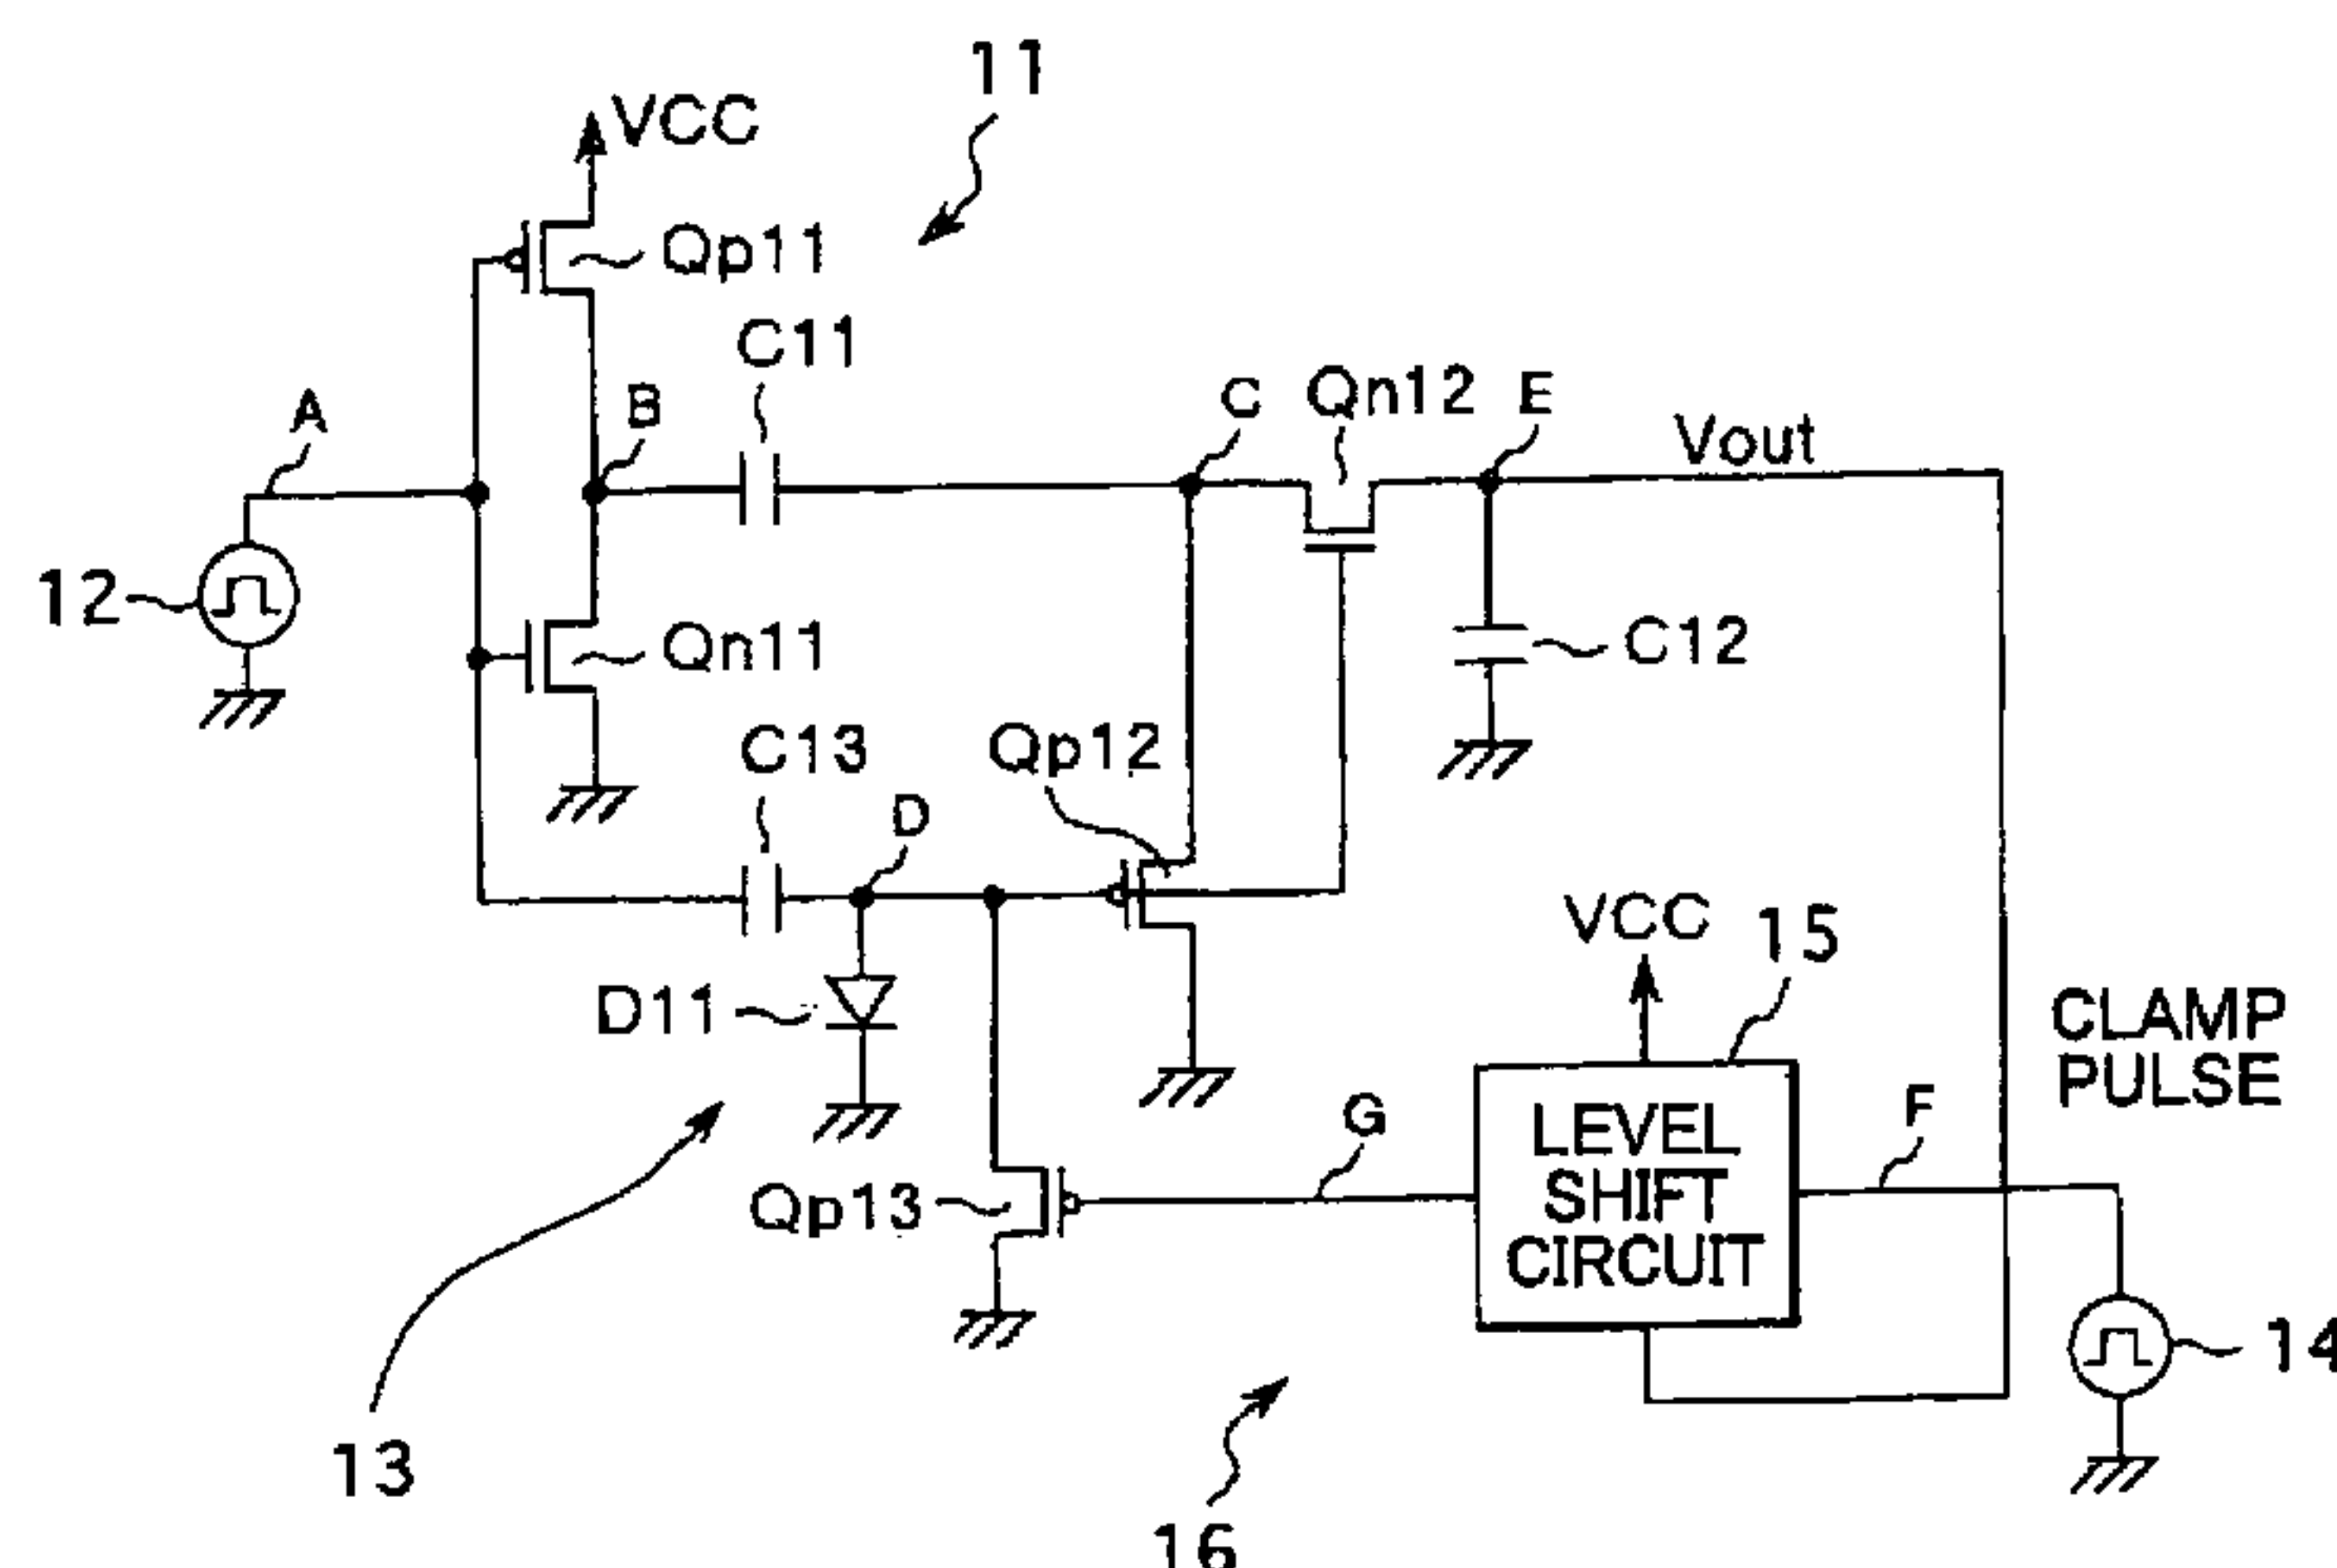 11
VCC
Qp11
C11
A
B
C
Qn12
E
Vout
12
Qn11
C12
C13
Qp12
D
VCC
15
D11
CLAMP
PULSE
G
F
LEVEL
SHIFT
CIRCUIT
Qp13
14
13
16